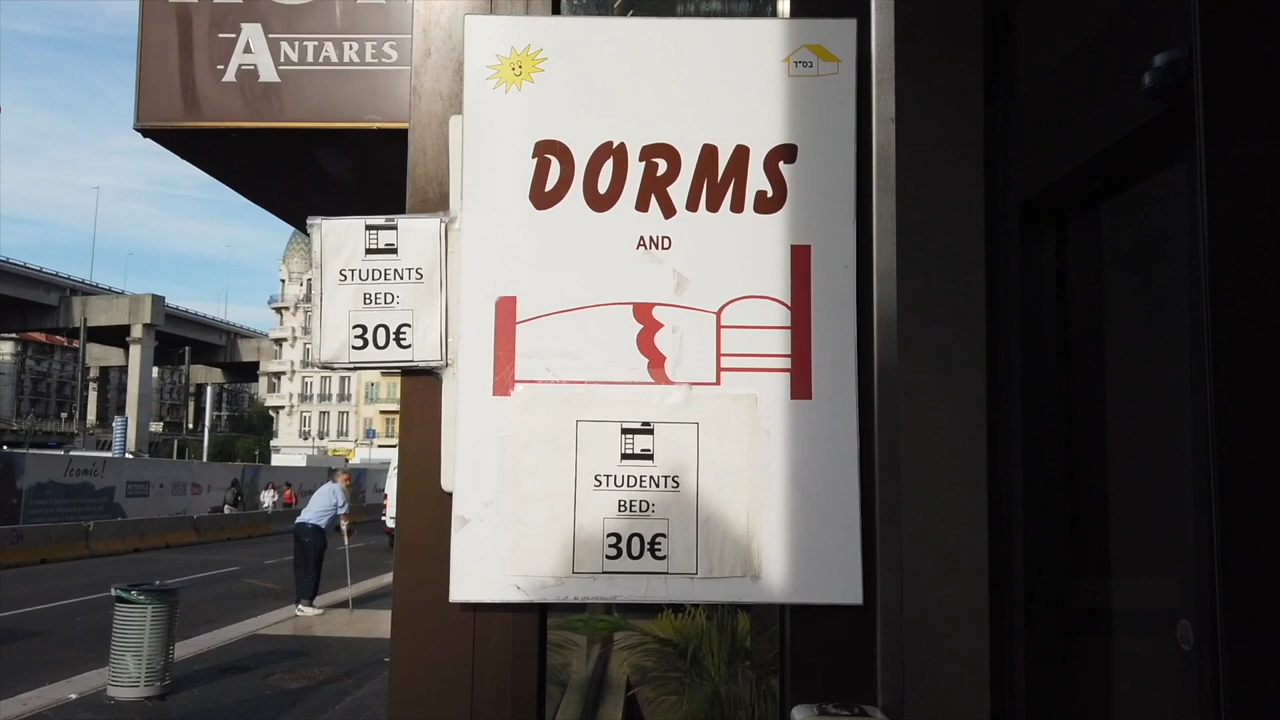 ANTARES
בס״ד
DORMS
AND
STUDENTS
BED:
30€
STUDENTS
BED:
30€
Iconic!